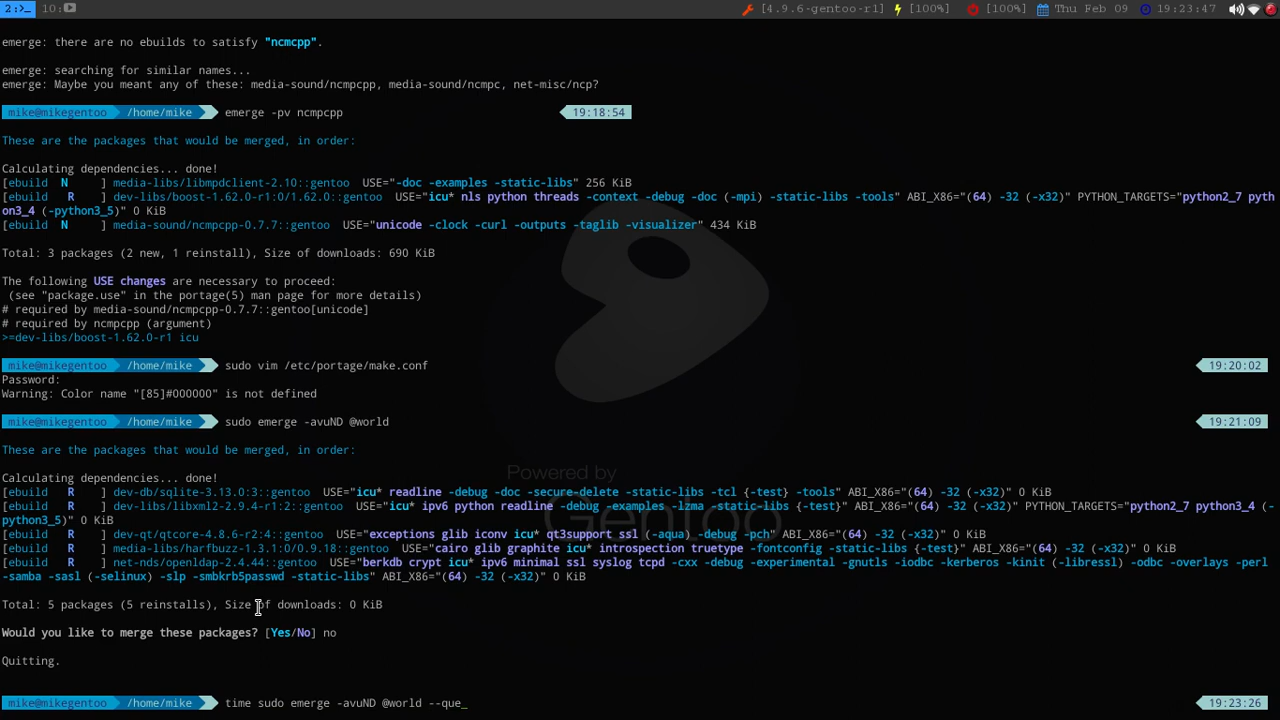 2:>_ 10: [4.9.6-gentoo-r1] [100%] [100%] Thu Feb 09 19:23:47
emerge: there are no ebuilds to satisfy "ncmcpp".
emerge: searching for similar names...
emerge: Maybe you meant any of these: media-sound/ncmpcpp, media-sound/ncmpc, net-misc/ncp?
mike@mikegentoo /home/mike emerge -pv ncmpcpp 19:18:54
These are the packages that would be merged, in order:
Calculating dependencies... done!
[ebuild  N     ] media-libs/libmpdclient-2.10::gentoo  USE="-doc -examples -static-libs" 256 KiB
[ebuild   R    ] dev-libs/boost-1.62.0-r1:0/1.62.0::gentoo  USE="icu* nls python threads -context -debug -doc (-mpi) -static-libs -tools" ABI_X86="(64) -32 (-x32)" PYTHON_TARGETS="python2_7 pyth
on3_4 (-python3_5)" 0 KiB
[ebuild  N     ] media-sound/ncmpcpp-0.7.7::gentoo  USE="unicode -clock -curl -outputs -taglib -visualizer" 434 KiB
Total: 3 packages (2 new, 1 reinstall), Size of downloads: 690 KiB
The following USE changes are necessary to proceed:
(see "package.use" in the portage(5) man page for more details)
# required by media-sound/ncmpcpp-0.7.7::gentoo[unicode]
# required by ncmpcpp (argument)
>=dev-libs/boost-1.62.0-r1 icu
mike@mikegentoo /home/mike sudo vim /etc/portage/make.conf 19:20:02
Password:
Warning: Color name "[85]#000000" is not defined
mike@mikegentoo /home/mike sudo emerge -avuND @world 19:21:09
These are the packages that would be merged, in order:
Powered by
Gentoo
Calculating dependencies... done!
[ebuild   R    ] dev-db/sqlite-3.13.0:3::gentoo  USE="icu* readline -debug -doc -secure-delete -static-libs -tcl {-test} -tools" ABI_X86="(64) -32 (-x32)" 0 KiB
[ebuild   R    ] dev-libs/libxml2-2.9.4-r1:2::gentoo  USE="icu* ipv6 python readline -debug -examples -lzma -static-libs {-test}" ABI_X86="(64) -32 (-x32)" PYTHON_TARGETS="python2_7 python3_4 (-
python3_5)" 0 KiB
[ebuild   R    ] dev-qt/qtcore-4.8.6-r2:4::gentoo  USE="exceptions glib iconv icu* qt3support ssl (-aqua) -debug -pch" ABI_X86="(64) -32 (-x32)" 0 KiB
[ebuild   R    ] media-libs/harfbuzz-1.3.1:0/0.9.18::gentoo  USE="cairo glib graphite icu* introspection truetype -fontconfig -static-libs {-test}" ABI_X86="(64) -32 (-x32)" 0 KiB
[ebuild   R    ] net-nds/openldap-2.4.44::gentoo  USE="berkdb crypt icu* ipv6 minimal ssl syslog tcpd -cxx -debug -experimental -gnutls -iodbc -kerberos -kinit (-libressl) -odbc -overlays -perl
-samba -sasl (-selinux) -slp -smbkrb5passwd -static-libs" ABI_X86="(64) -32 (-x32)" 0 KiB
Total: 5 packages (5 reinstalls), Size of downloads: 0 KiB
Would you like to merge these packages? [Yes/No] no
Quitting.
mike@mikegentoo /home/mike time sudo emerge -avuND @world --que_ 19:23:26